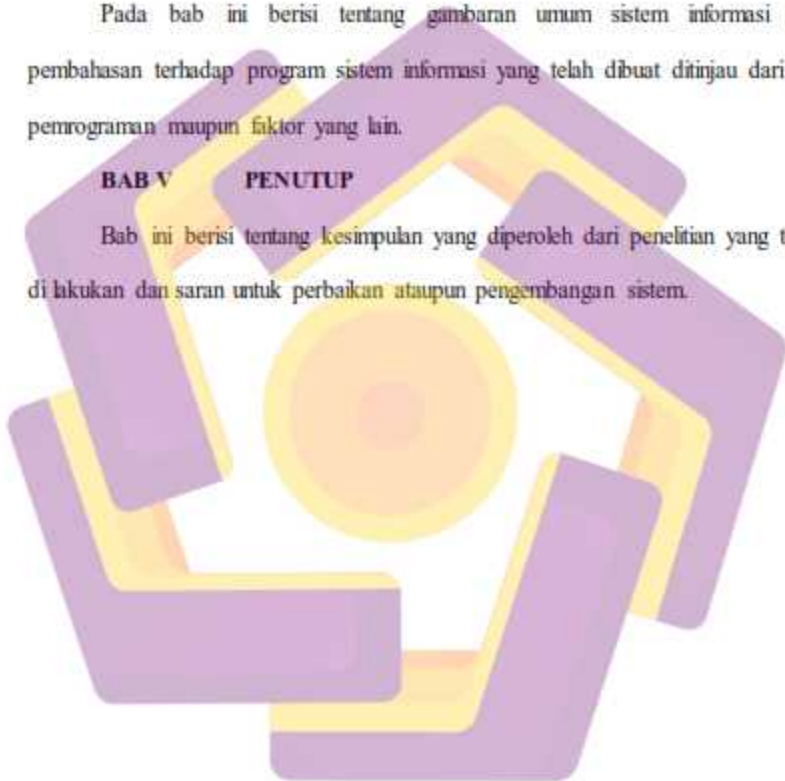 Pada bab ini berisi tentang gambaran umum sistem informasi
pembahasan terhadap program sistem informasi yang telah dibuat ditinjau dari
pemrograman maupun faktor yang lain.
BAB V PENUTUP
Bab ini berisi tentang kesimpulan yang diperoleh dari penelitian yang t
di lakukan dan saran untuk perbaikan ataupun pengembangan sistem.